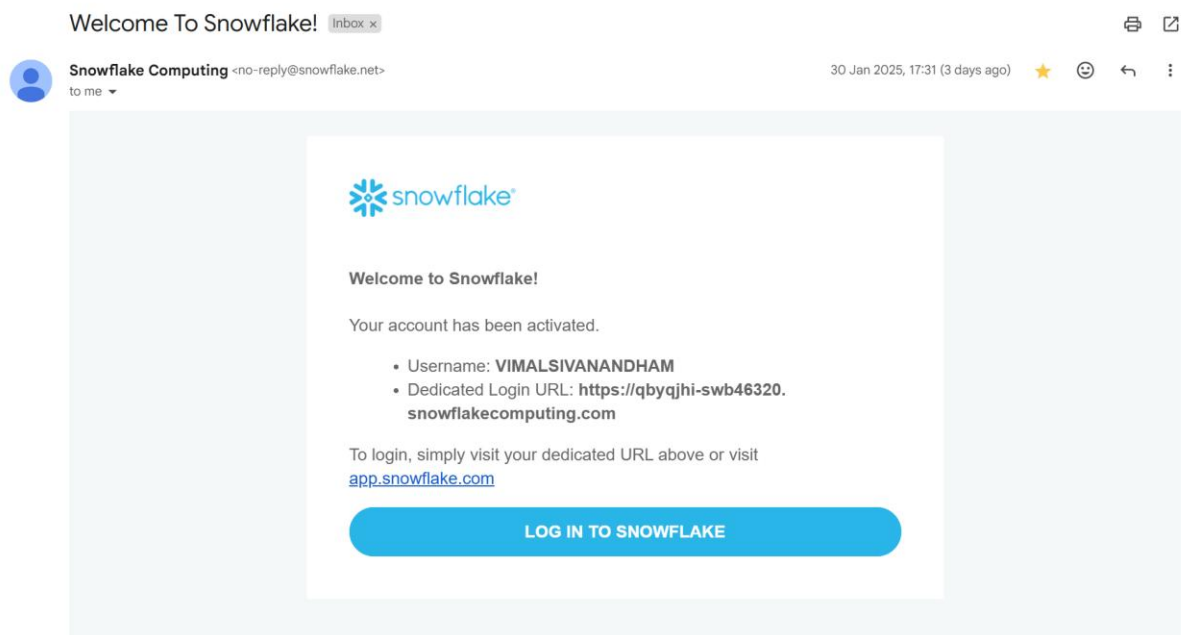 Welcome To Snowflake! Inbox ×
Snowflake Computing <no-reply@snowflake.net> 30 Jan 2025, 17:31 (3 days ago)
to me
snowflake®
Welcome to Snowflake!
Your account has been activated.
• Username: VIMALSIVANANDHAM
• Dedicated Login URL: https://qbyqjhi-swb46320.
snowflakecomputing.com
To login, simply visit your dedicated URL above or visit
app.snowflake.com
LOG IN TO SNOWFLAKE